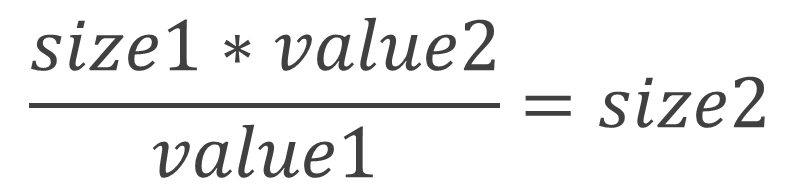 size1 * value2
value1
= size2